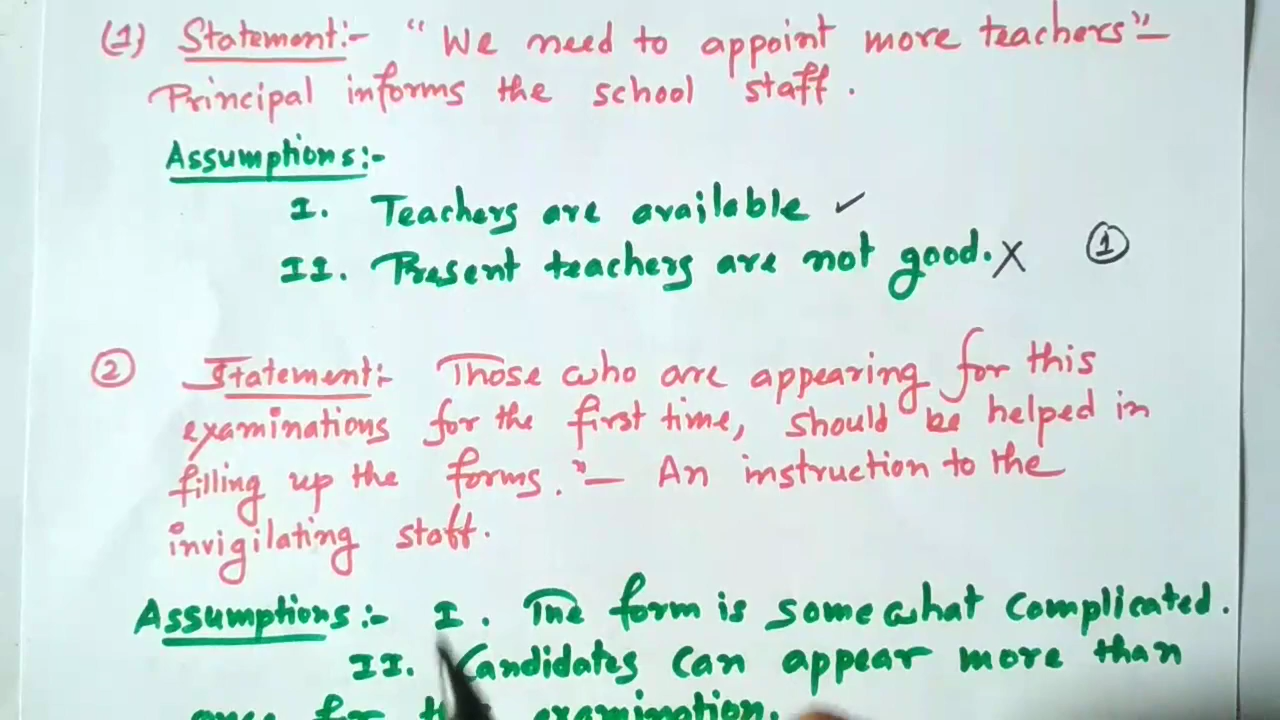 (1) Statement:- "We need to appoint more teachers"-
Principal informs the school staff.
Assumptions:-
I. Teachers are available ✓
II. Present teachers are not good. X ①
② Statement:- Those who are appearing for this
examinations for the first time, should be helped in
filling up the forms."- An instruction to the
invigilating staff.
Assumptions:- I. The form is somewhat complicated.
II. Candidates can appear more than
once for examination.